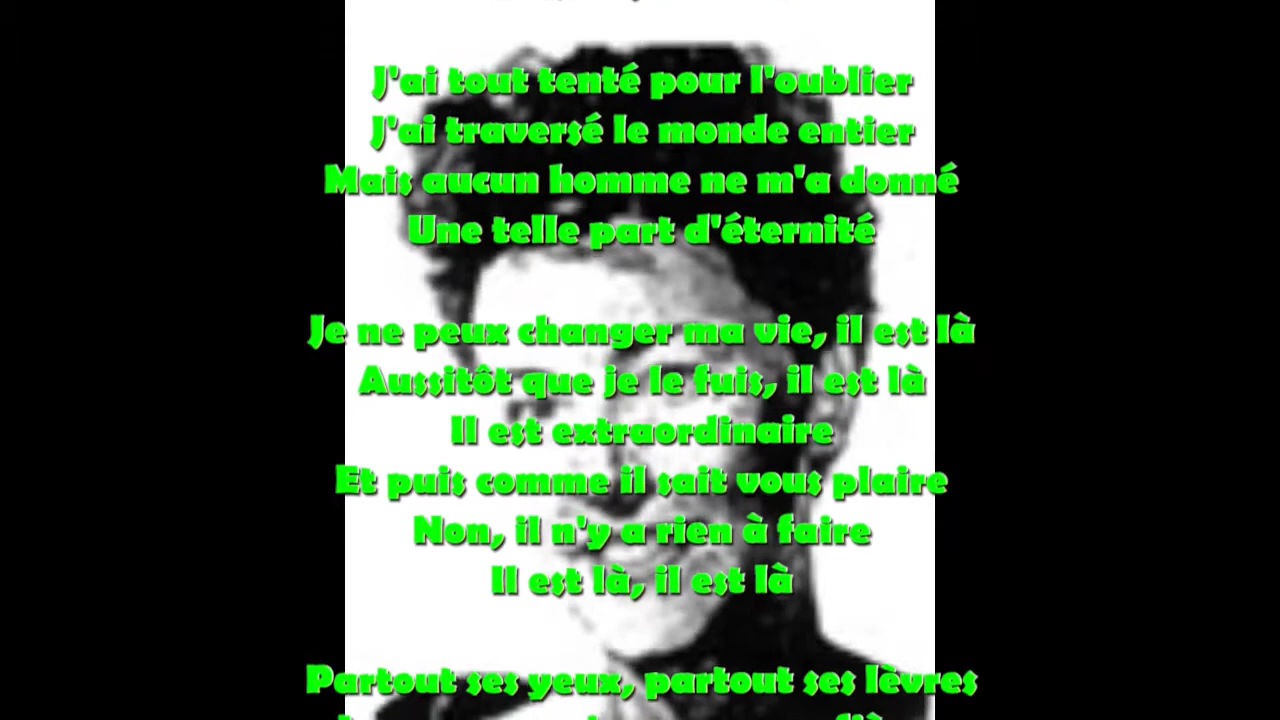 J'ai tout tenté pour l'oublier
J'ai traversé le monde entier
Mais aucun homme ne m'a donné
Une telle part d'éternité
Je ne peux changer ma vie, il est là
Aussitôt que je le fuis, il est là
Il est extraordinaire
Et puis comme il sait vous plaire
Non, il n'y a rien à faire
Il est là, il est là
Partout ses yeux, partout ses lèvres